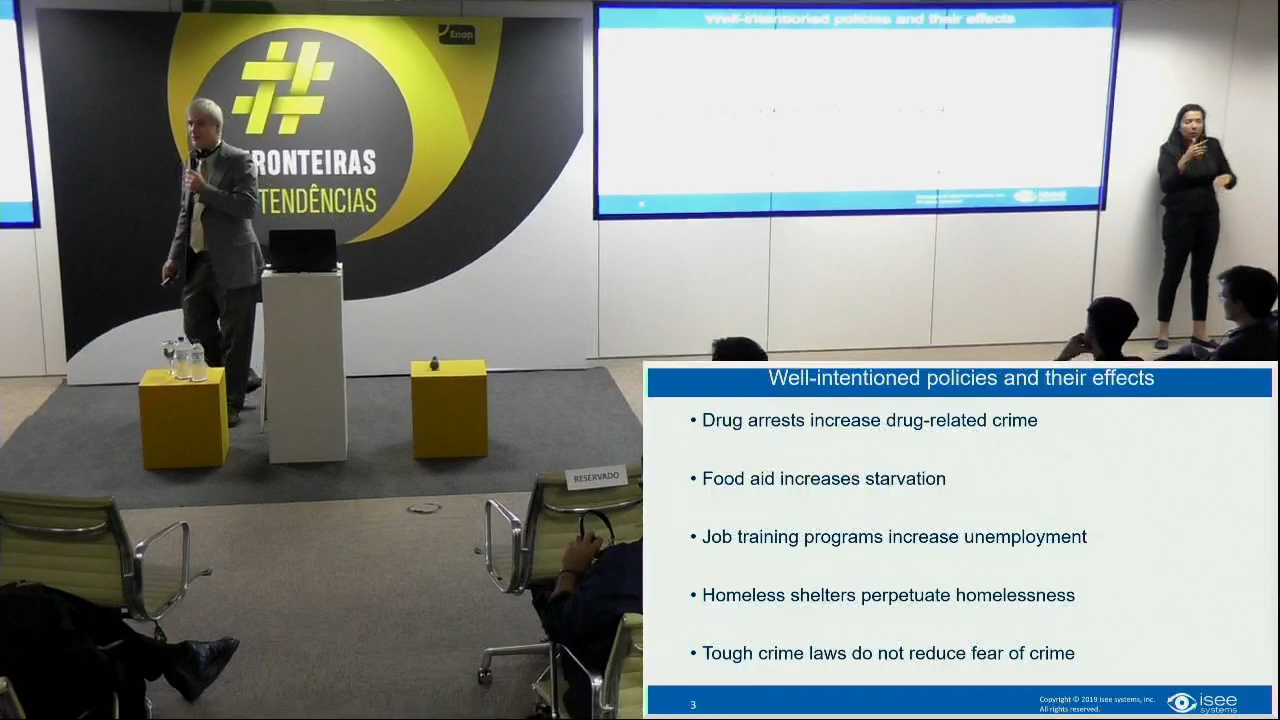 Enap
#
FRONTEIRAS
TENDÊNCIAS
Well-intentioned policies and their effects
isee
systems
RESERVADO
Well-intentioned policies and their effects
• Drug arrests increase drug-related crime
• Food aid increases starvation
• Job training programs increase unemployment
• Homeless shelters perpetuate homelessness
• Tough crime laws do not reduce fear of crime
3
Copyright © 2019 isee systems, inc.
All rights reserved.
isee
systems